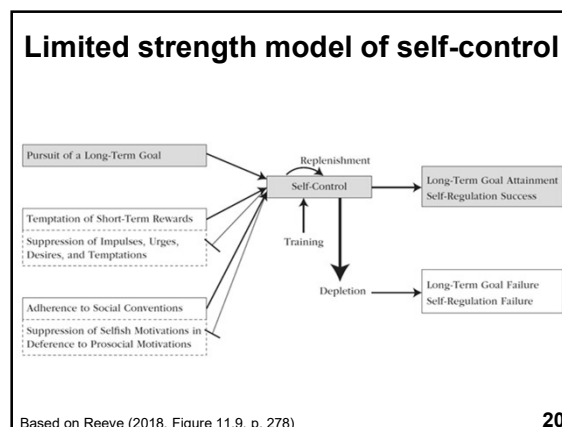 Limited strength model of self-control
Pursuit of a Long-Term Goal
Replenishment
Self-Control
Long-Term Goal Attainment
Self-Regulation Success
Temptation of Short-Term Rewards
Suppression of Impulses, Urges,
Desires, and Temptations
Training
Adherence to Social Conventions
Suppression of Selfish Motivations in
Deference to Prosocial Motivations
Depletion
Long-Term Goal Failure
Self-Regulation Failure
Based on Reeve (2018, Figure 11.9, p. 278)
20